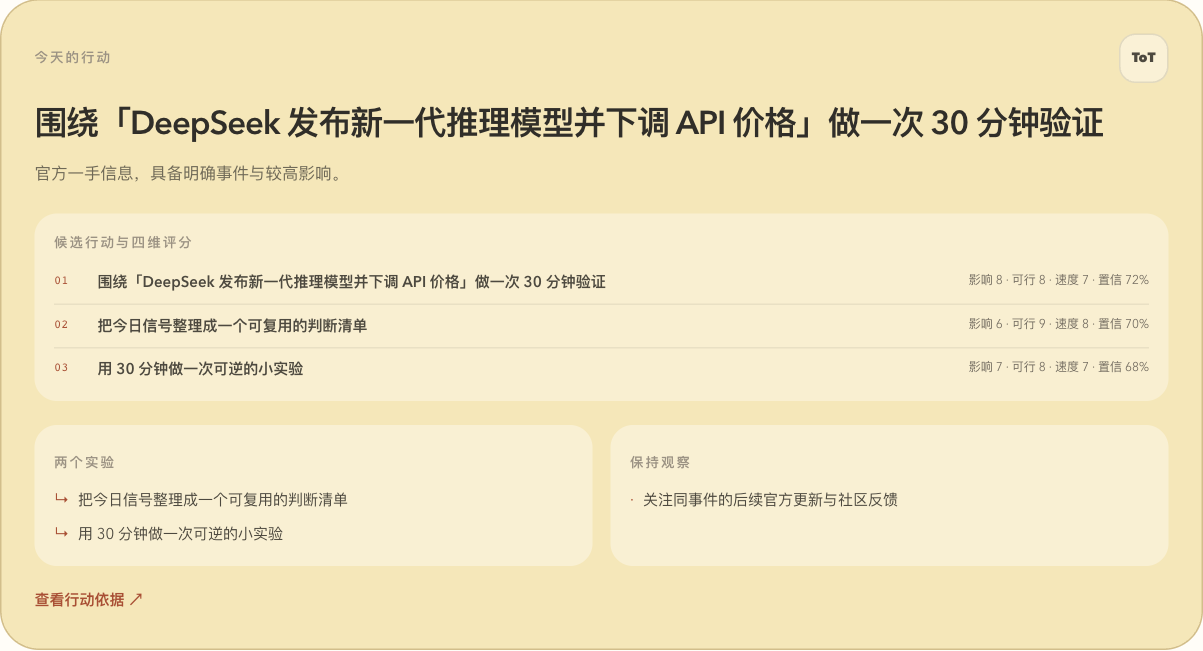 今天的行动
ToT
围绕「DeepSeek 发布新一代推理模型并下调 API 价格」做一次 30 分钟验证
官方一手信息，具备明确事件与较高影响。
候选行动与四维评分
01 围绕「DeepSeek 发布新一代推理模型并下调 API 价格」做一次 30 分钟验证 影响 8 · 可行 8 · 速度 7 · 置信 72%
02 把今日信号整理成一个可复用的判断清单 影响 6 · 可行 9 · 速度 8 · 置信 70%
03 用 30 分钟做一次可逆的小实验 影响 7 · 可行 8 · 速度 7 · 置信 68%
两个实验
↳ 把今日信号整理成一个可复用的判断清单
↳ 用 30 分钟做一次可逆的小实验
保持观察
· 关注同事件的后续官方更新与社区反馈
查看行动依据 ↗